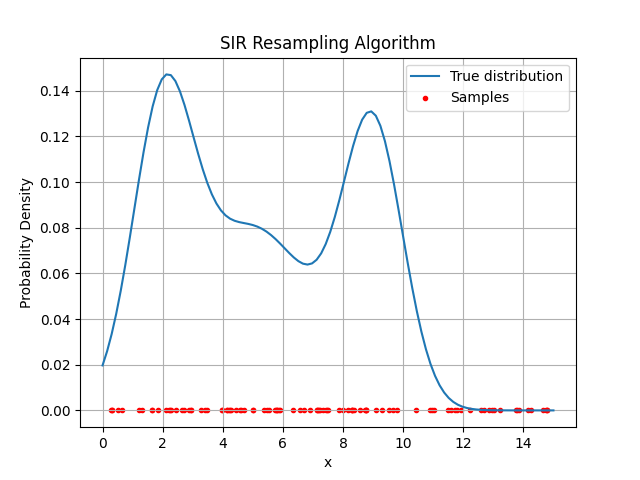 SIR Resampling Algorithm
True distribution
Samples
0.14
0.12
0.10
0.08
0.06
0.04
0.02
0.00
Probability Density
0 2 4 6 8 10 12 14
x